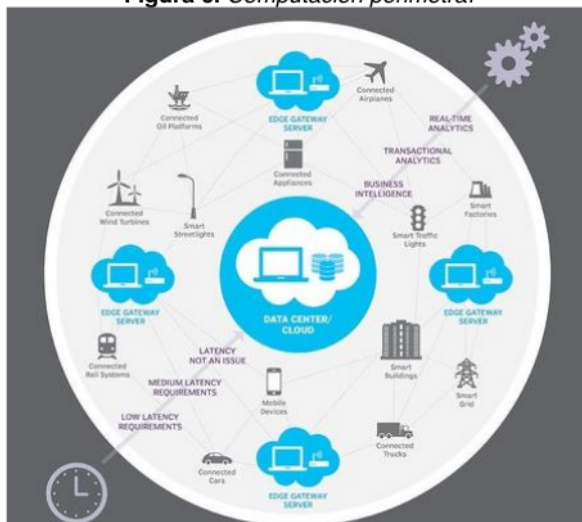 Figura 6. Computación perimetral
Connected
Airplanes
Connected
Oil Platforms
EDGE GATEWAY
SERVER
REAL-TIME
ANALYTICS
TRANSACTIONAL
ANALYTICS
Connected
Appliances
BUSINESS
INTELLIGENCE
Smart
Factories
Connected
Wind Turbines
Smart
Streetlights
Smart Traffic
Lights
EDGE GATEWAY
SERVER
DATA CENTER/
CLOUD
EDGE GATEWAY
SERVER
LATENCY
NOT AN ISSUE
Connected
Rail Systems
MEDIUM LATENCY
REQUIREMENTS
Mobile
Devices
Smart
Buildings
Smart
Grid
LOW LATENCY
REQUIREMENTS
Connected
Cars
EDGE GATEWAY
SERVER
Connected
Trucks